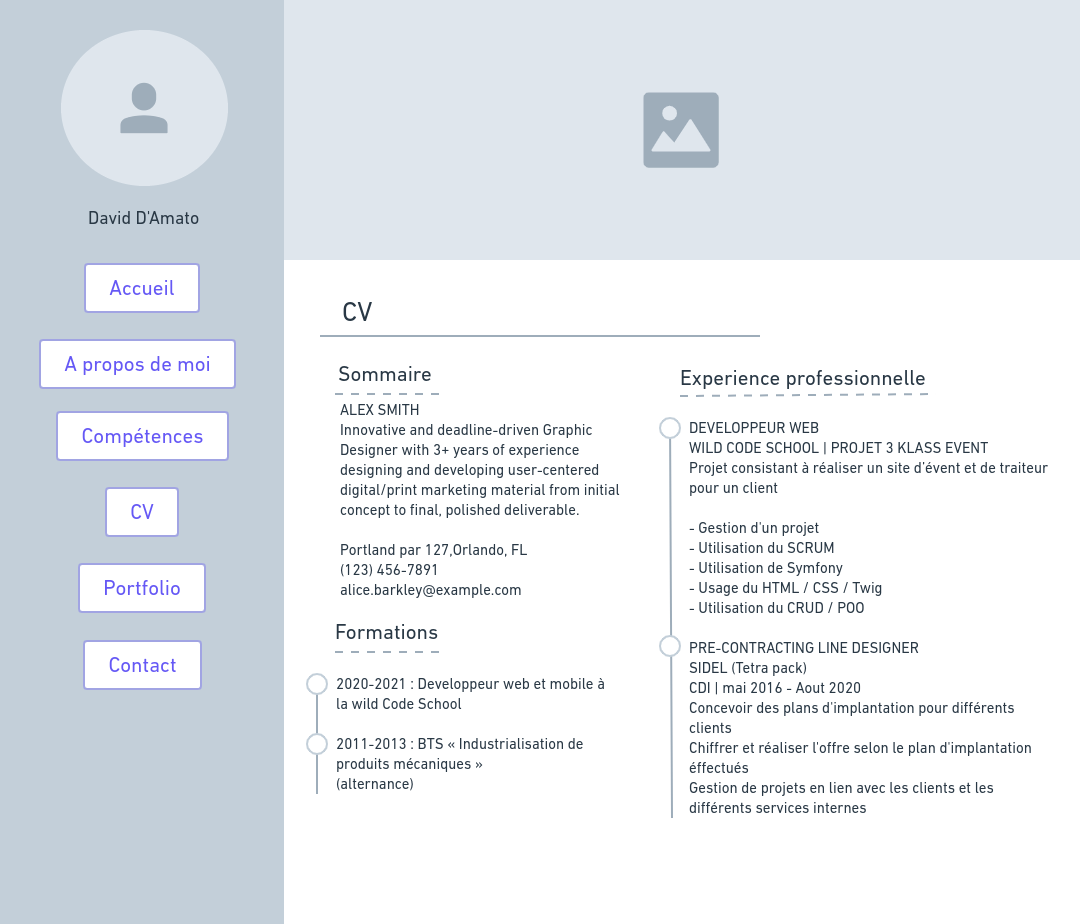 David D'Amato
Accueil
A propos de moi
Compétences
CV
Portfolio
Contact
CV
Sommaire
ALEX SMITH
Innovative and deadline-driven Graphic
Designer with 3+ years of experience
designing and developing user-centered
digital/print marketing material from initial
concept to final, polished deliverable.
Portland par 127,Orlando, FL
(123) 456-7891
alice.barkley@example.com
Formations
2020-2021 : Developpeur web et mobile à
la wild Code School
2011-2013 : BTS « Industrialisation de
produits mécaniques »
(alternance)
Experience professionnelle
DEVELOPPEUR WEB
WILD CODE SCHOOL | PROJET 3 KLASS EVENT
Projet consistant à réaliser un site d'évent et de traiteur
pour un client
- Gestion d'un projet
- Utilisation du SCRUM
- Utilisation de Symfony
- Usage du HTML / CSS / Twig
- Utilisation du CRUD / POO
PRE-CONTRACTING LINE DESIGNER
SIDEL (Tetra pack)
CDI | mai 2016 - Aout 2020
Concevoir des plans d'implantation pour différents
clients
Chiffrer et réaliser l'offre selon le plan d'implantation
éffectués
Gestion de projets en lien avec les clients et les
différents services internes